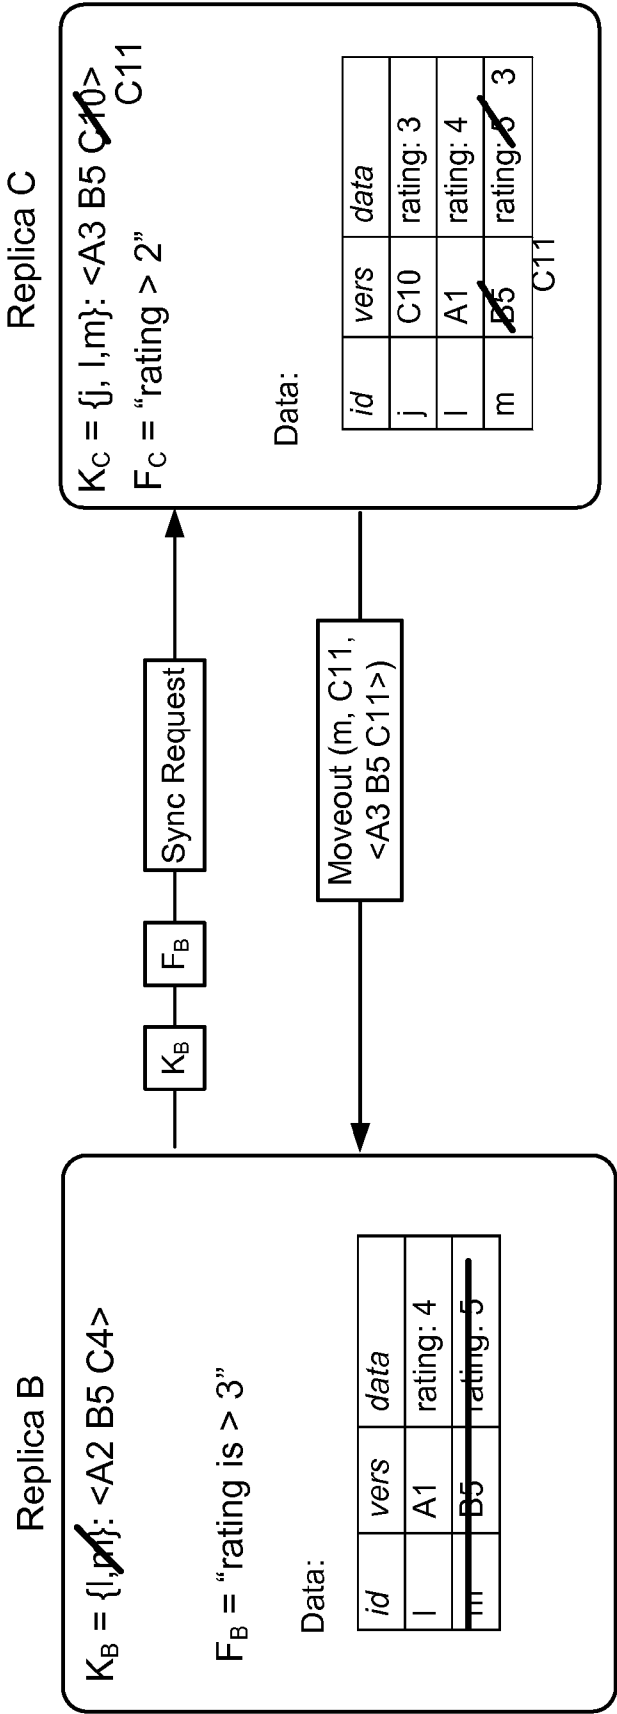 Replica B
K_B = {l,m}: <A2 B5 C4>
F_B = “rating is > 3”
Data:
id vers data
l A1 rating: 4
m B5 rating: 5
K_B
F_B
Sync Request
Moveout (m, C11,
<A3 B5 C11>)
Replica C
K_C = {j, l,m}: <A3 B5 C10>
C11
F_C = “rating > 2”
Data:
id vers data
j C10 rating: 3
l A1 rating: 4
m B5 rating: 5 3
C11